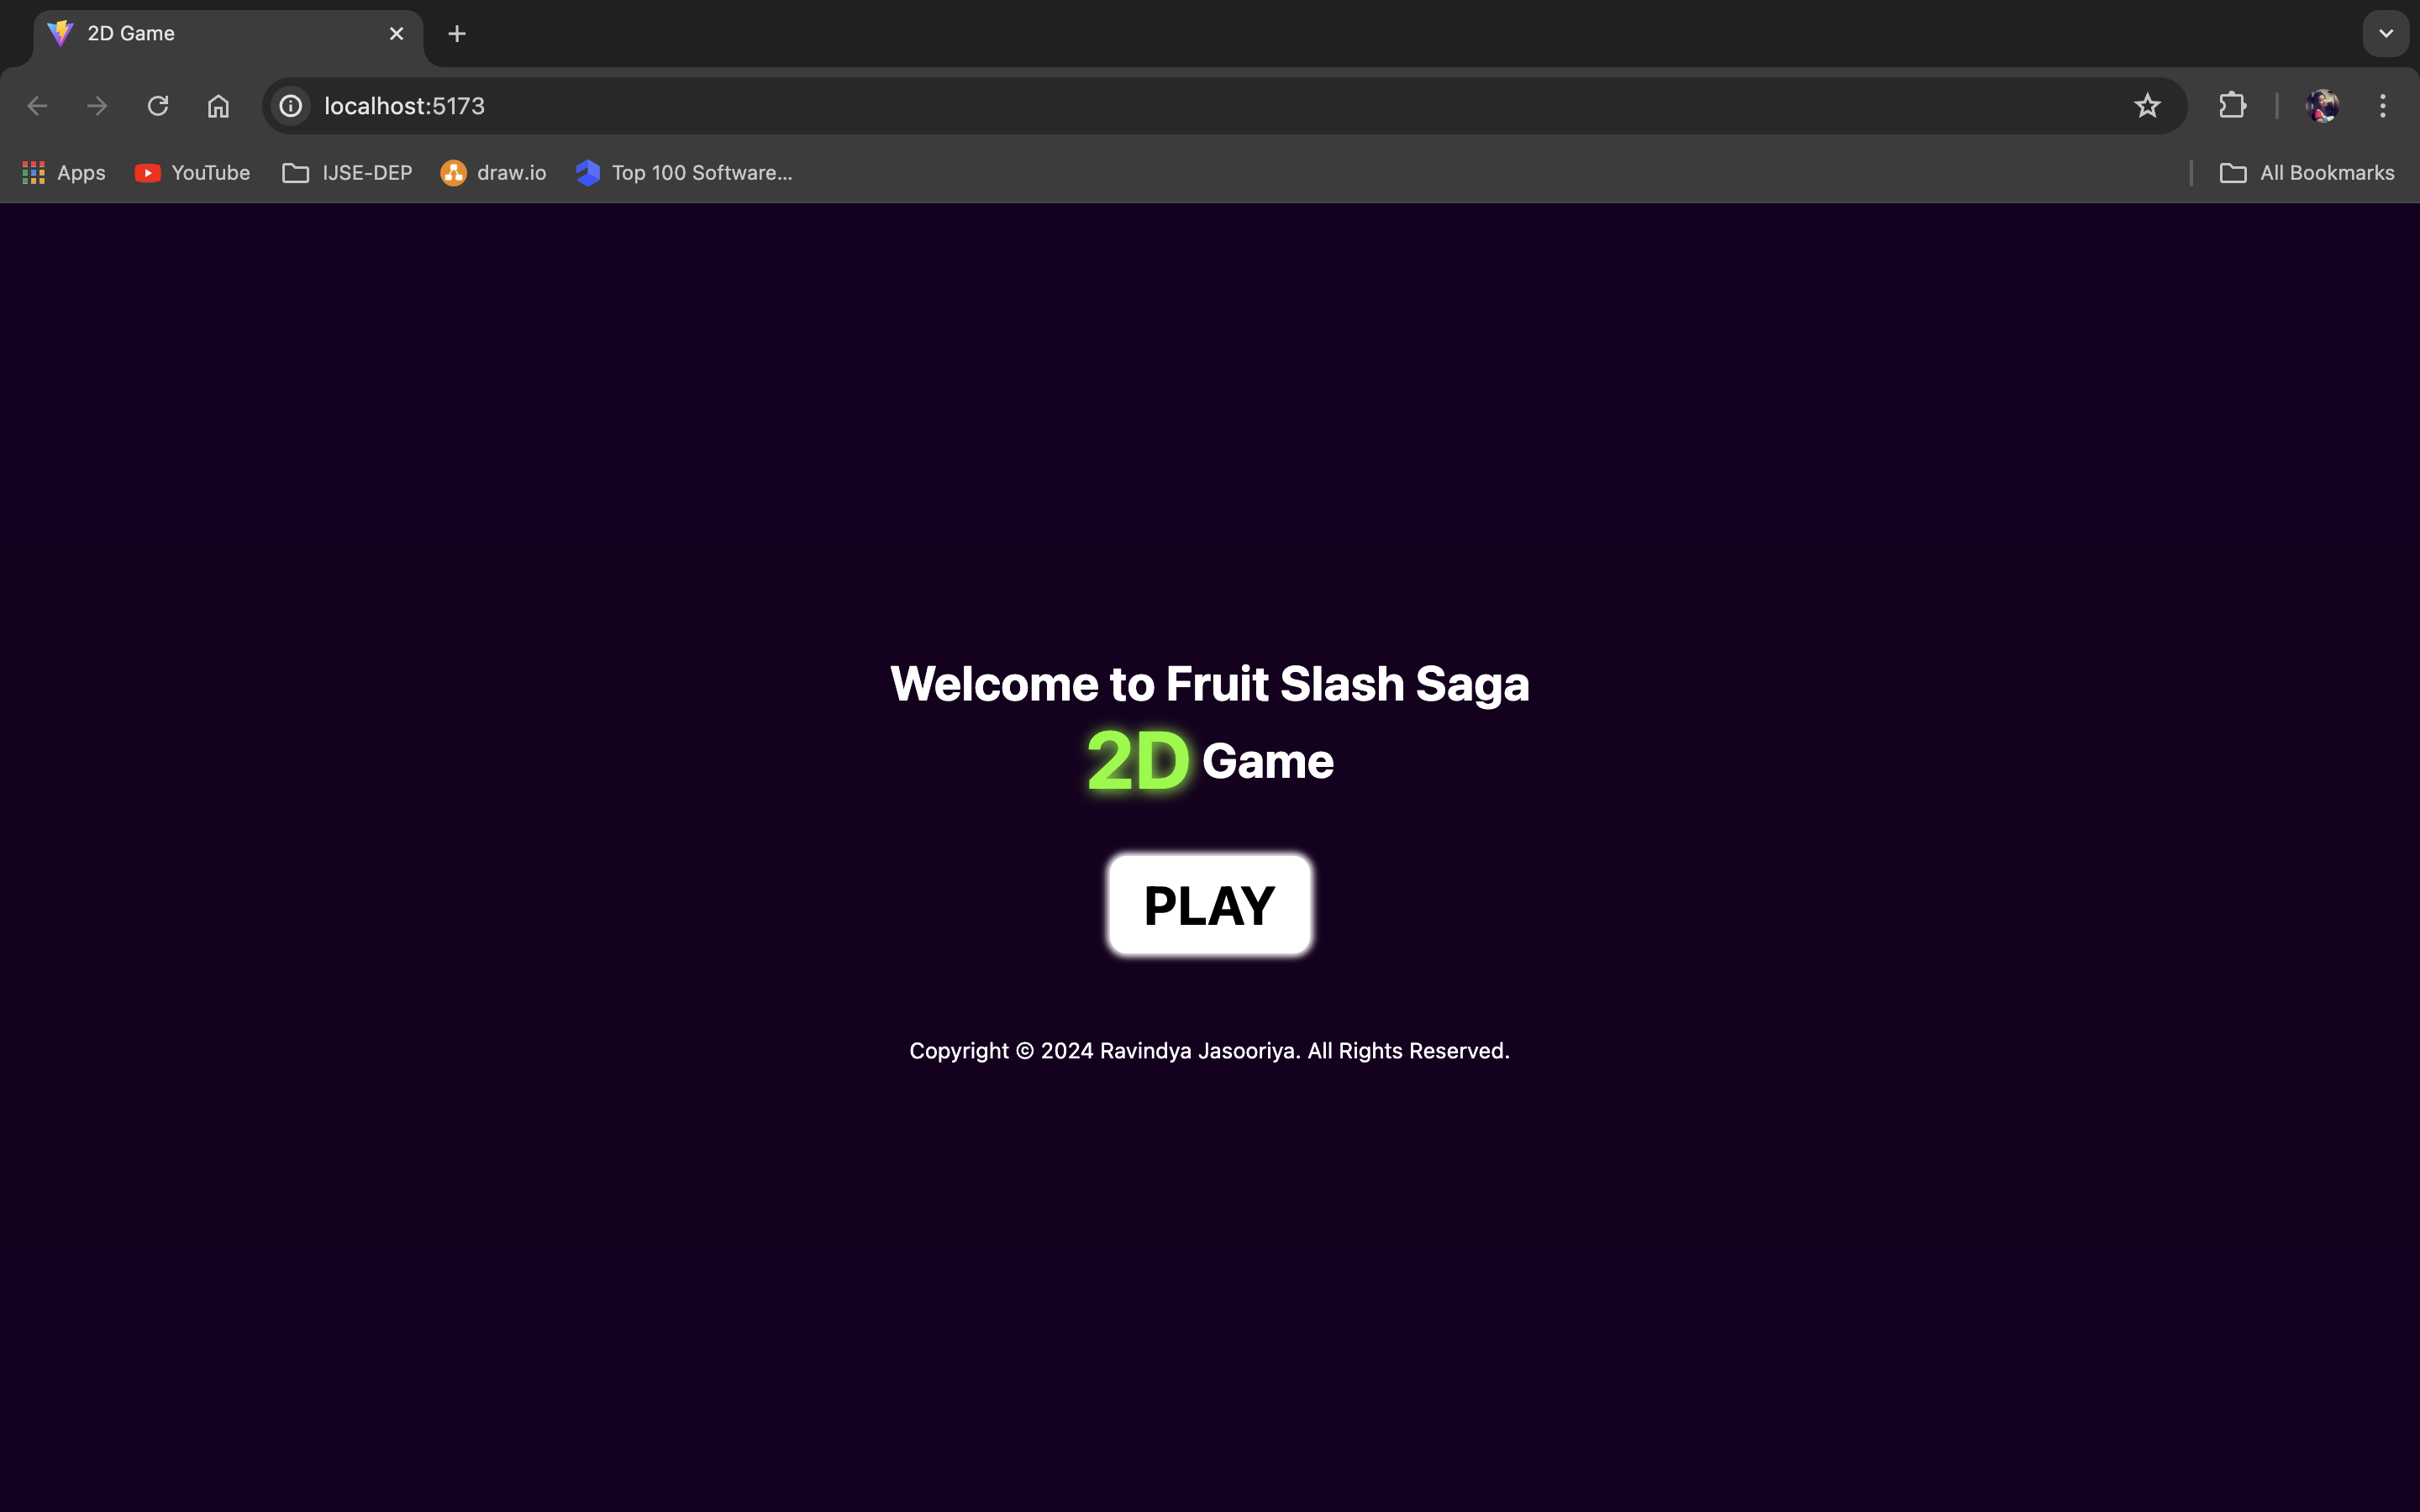 2D Game
localhost:5173
Apps YouTube IJSE-DEP draw.io Top 100 Software... All Bookmarks
Welcome to Fruit Slash Saga
2D Game
PLAY
Copyright © 2024 Ravindya Jasooriya. All Rights Reserved.